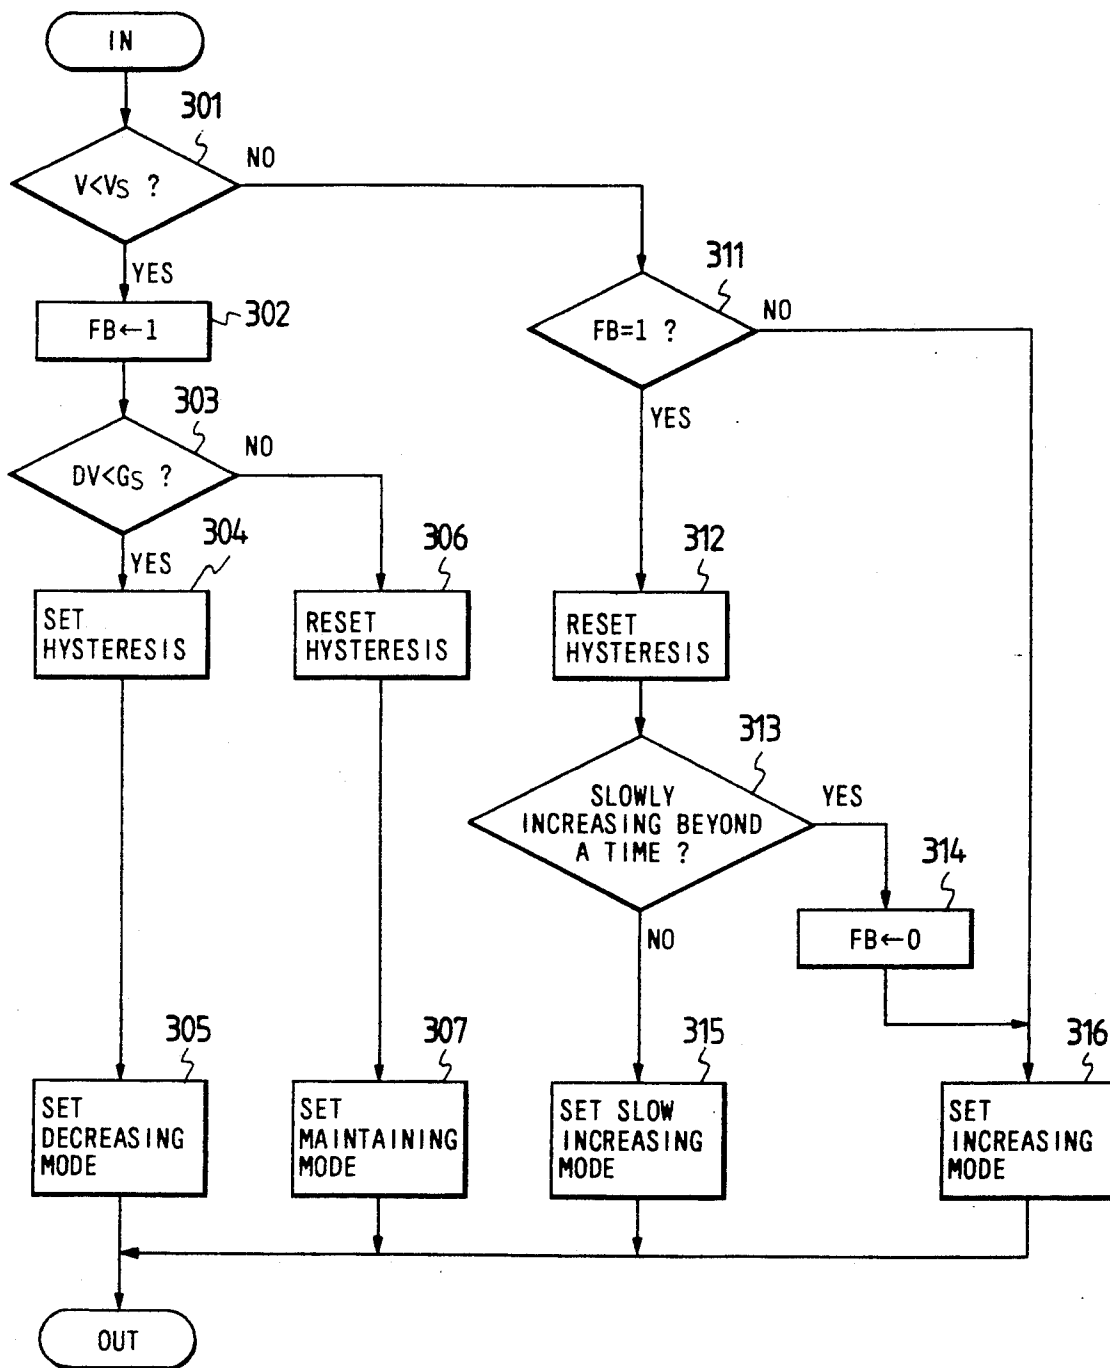 IN
301
V<VS ?
NO
YES
FB←1
302
311
FB=1 ?
NO
YES
303
DV<GS ?
NO
YES
304
SET
HYSTERESIS
306
RESET
HYSTERESIS
312
RESET
HYSTERESIS
313
SLOWLY
INCREASING BEYOND
A TIME ?
YES
NO
314
FB←0
305
SET
DECREASING
MODE
307
SET
MAINTAINING
MODE
315
SET SLOW
INCREASING
MODE
316
SET
INCREASING
MODE
OUT